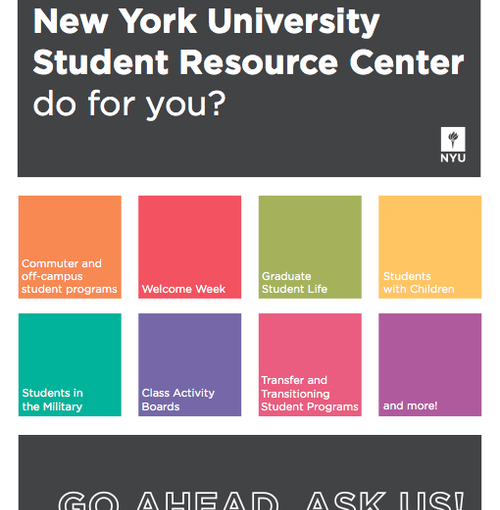 New York University
Student Resource Center
do for you?
NYU
Commuter and
off-campus
student programs
Welcome Week
Graduate
Student Life
Students
with Children
Students in
the Military
Class Activity
Boards
Transfer and
Transitioning
Student Programs
and more!
GO AHEAD, ASK US!